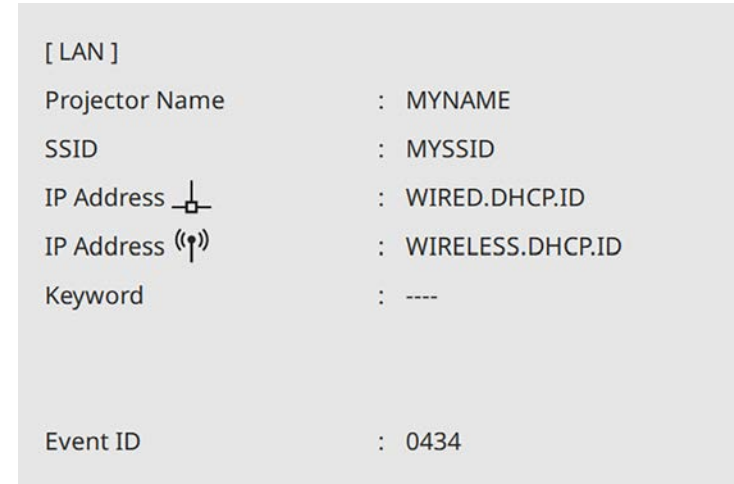 [ LAN ]
Projector Name : MYNAME
SSID : MYSSID
IP Address : WIRED.DHCP.ID
IP Address : WIRELESS.DHCP.ID
Keyword : ----
Event ID : 0434